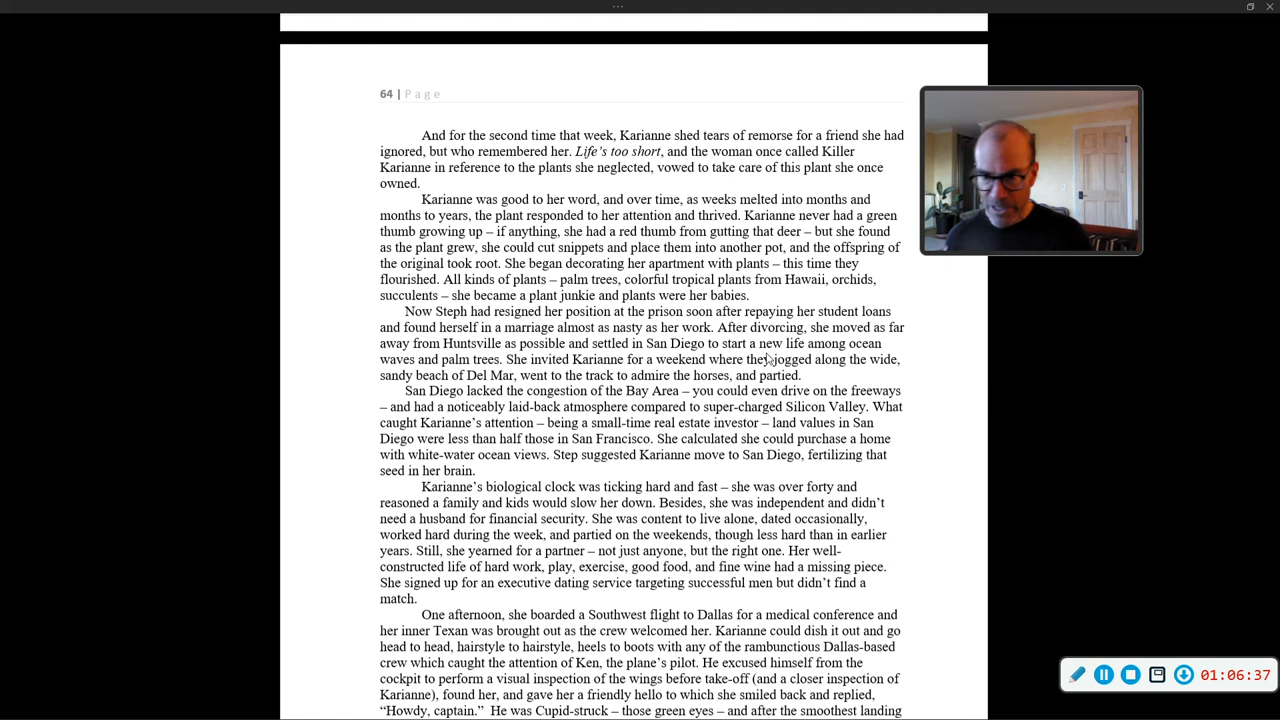 64 | Page
And for the second time that week, Karianne shed tears of remorse for a friend she had
ignored, but who remembered her. Life's too short, and the woman once called Killer
Karianne in reference to the plants she neglected, vowed to take care of this plant she once
owned.
Karianne was good to her word, and over time, as weeks melted into months and
months to years, the plant responded to her attention and thrived. Karianne never had a green
thumb growing up – if anything, she had a red thumb from gutting that deer – but she found
as the plant grew, she could cut snippets and place them into another pot, and the offspring of
the original took root. She began decorating her apartment with plants – this time they
flourished. All kinds of plants – palm trees, colorful tropical plants from Hawaii, orchids,
succulents – she became a plant junkie and plants were her babies.
Now Steph had resigned her position at the prison soon after repaying her student loans
and found herself in a marriage almost as nasty as her work. After divorcing, she moved as far
away from Huntsville as possible and settled in San Diego to start a new life among ocean
waves and palm trees. She invited Karianne for a weekend where they jogged along the wide,
sandy beach of Del Mar, went to the track to admire the horses, and partied.
San Diego lacked the congestion of the Bay Area – you could even drive on the freeways
– and had a noticeably laid-back atmosphere compared to super-charged Silicon Valley. What
caught Karianne's attention – being a small-time real estate investor – land values in San
Diego were less than half those in San Francisco. She calculated she could purchase a home
with white-water ocean views. Step suggested Karianne move to San Diego, fertilizing that
seed in her brain.
Karianne's biological clock was ticking hard and fast – she was over forty and
reasoned a family and kids would slow her down. Besides, she was independent and didn't
need a husband for financial security. She was content to live alone, dated occasionally,
worked hard during the week, and partied on the weekends, though less hard than in earlier
years. Still, she yearned for a partner – not just anyone, but the right one. Her well-
constructed life of hard work, play, exercise, good food, and fine wine had a missing piece.
She signed up for an executive dating service targeting successful men but didn't find a
match.
One afternoon, she boarded a Southwest flight to Dallas for a medical conference and
her inner Texan was brought out as the crew welcomed her. Karianne could dish it out and go
head to head, hairstyle to hairstyle, heels to boots with any of the rambunctious Dallas-based
crew which caught the attention of Ken, the plane's pilot. He excused himself from the
cockpit to perform a visual inspection of the wings before take-off (and a closer inspection of
Karianne), found her, and gave her a friendly hello to which she smiled back and replied,
“Howdy, captain.”  He was Cupid-struck – those green eyes – and after the smoothest landing
01:06:37